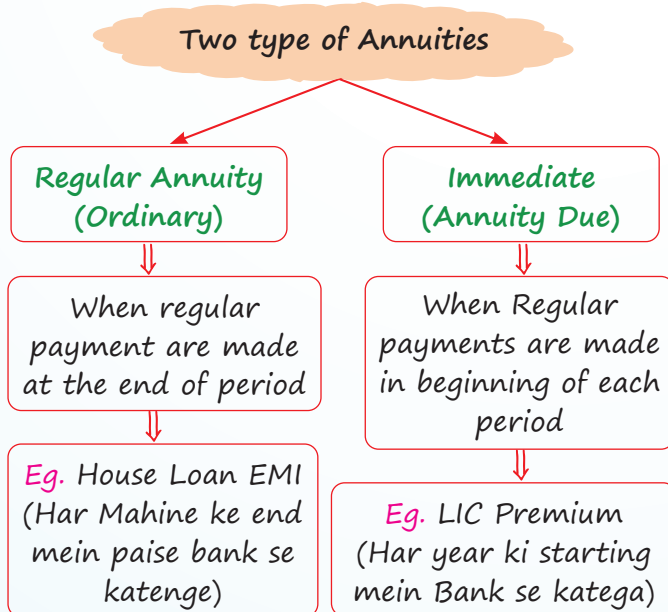 Two type of Annuities
Regular Annuity
(Ordinary)
When regular
payment are made
at the end of period
Eg. House Loan EMI
(Har Mahine ke end
mein paise bank se
katenge)
Immediate
(Annuity Due)
When Regular
payments are made
in beginning of each
period
Eg. LIC Premium
(Har year ki starting
mein Bank se katega)